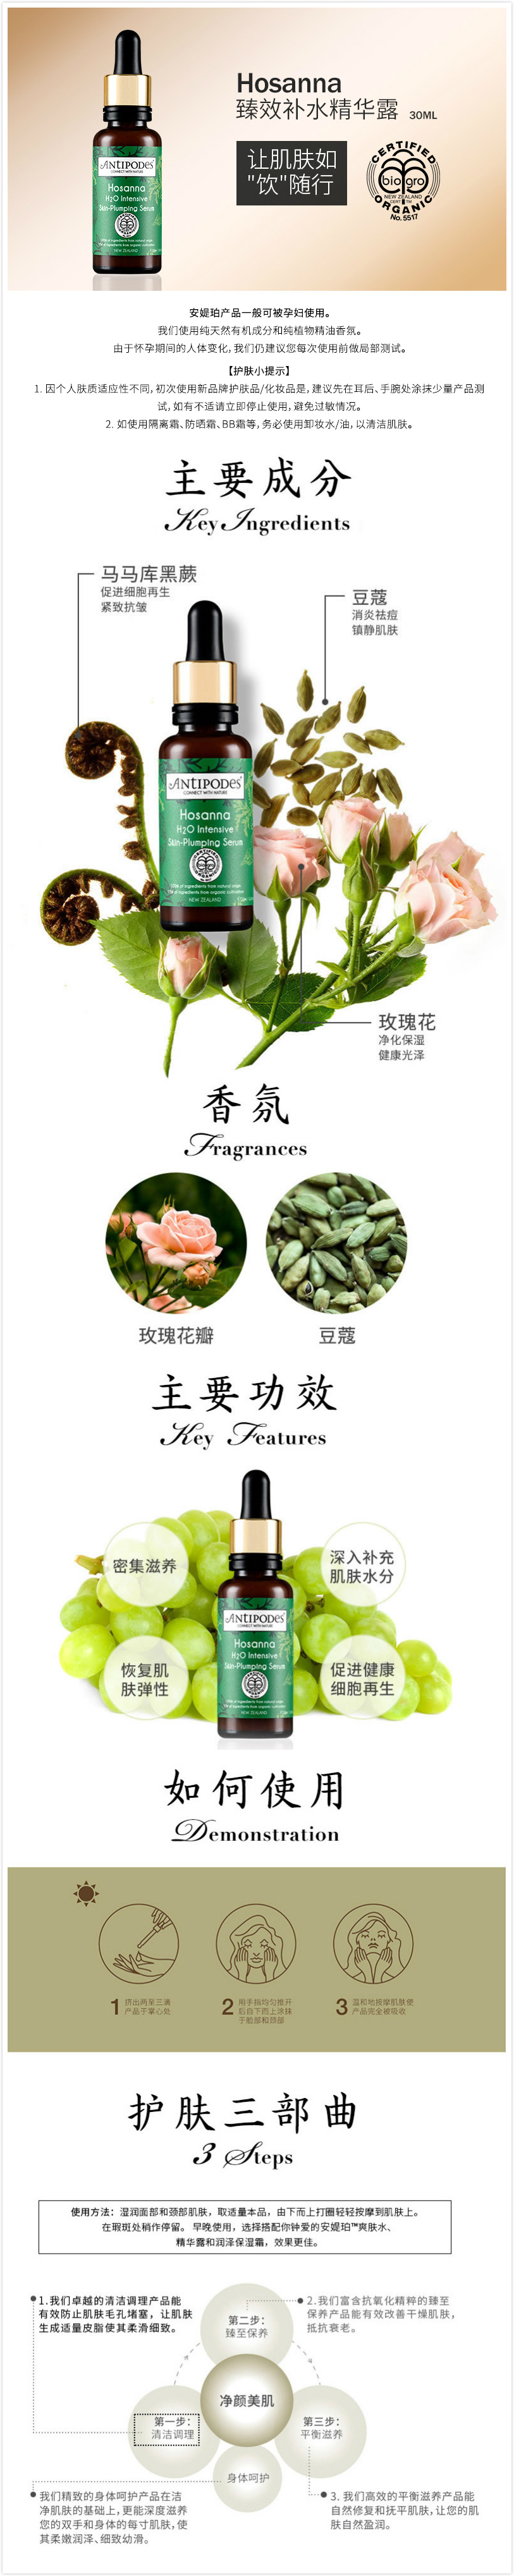 Hosanna
臻效补水精华露 30ML
让肌肤如
"饮"随行
CERTIFIED
bio gro
NEW ZEALAND
ORGANIC
No. 5517
ANTIPODES
CONNECT WITH NATURE
Hosanna
H2O Intensive
Skin-Plumping Serum
NEW ZEALAND
安媞珀产品一般可被孕妇使用。
我们使用纯天然有机成分和纯植物精油香氛。
由于怀孕期间的人体变化,我们仍建议您每次使用前做局部测试。
【护肤小提示】
1. 因个人肤质适应性不同,初次使用新品牌护肤品/化妆品是,建议先在耳后、手腕处涂抹少量产品测
试,如有不适请立即停止使用,避免过敏情况。
2. 如使用隔离霜、防晒霜、BB霜等,务必使用卸妆水/油,以清洁肌肤。
主要成分
Key Ingredients
马马库黑蕨
促进细胞再生
紧致抗皱
豆蔻
消炎祛痘
镇静肌肤
ANTIPODES
CONNECT WITH NATURE
Hosanna
H2O Intensive
Skin-Plumping Serum
NEW ZEALAND
玫瑰花
净化保湿
健康光泽
香氛
Fragrances
玫瑰花瓣
豆蔻
主要功效
Key Features
密集滋养
深入补充
肌肤水分
ANTIPODES
CONNECT WITH NATURE
Hosanna
H2O Intensive
Skin-Plumping Serum
NEW ZEALAND
恢复肌
肤弹性
促进健康
细胞再生
如何使用
Demonstration
1 挤出两至三滴
产品于掌心处
2 用手指均匀推开
后自下而上涂抹
于脸部和颈部
3 温和地按摩肌肤使
产品完全被吸收
护肤三部曲
3 Steps
使用方法：湿润面部和颈部肌肤，取适量本品，由下而上打圈轻轻按摩到肌肤上。
在瑕斑处稍作停留。早晚使用，选择搭配你钟爱的安媞珀™爽肤水、
精华露和润泽保湿霜，效果更佳。
1.我们卓越的清洁调理产品能
有效防止肌肤毛孔堵塞，让肌肤
生成适量皮脂使其柔滑细致。
2.我们富含抗氧化精粹的臻至
保养产品能有效改善干燥肌肤，
抵抗衰老。
第二步：
臻至保养
净颜美肌
第一步：
清洁调理
第三步：
平衡滋养
身体呵护
我们精致的身体呵护产品在洁
净肌肤的基础上,更能深度滋养
您的双手和身体的每寸肌肤,使
其柔嫩润泽、细致幼滑。
3. 我们高效的平衡滋养产品能
自然修复和抚平肌肤,让您的肌
肤自然盈润。